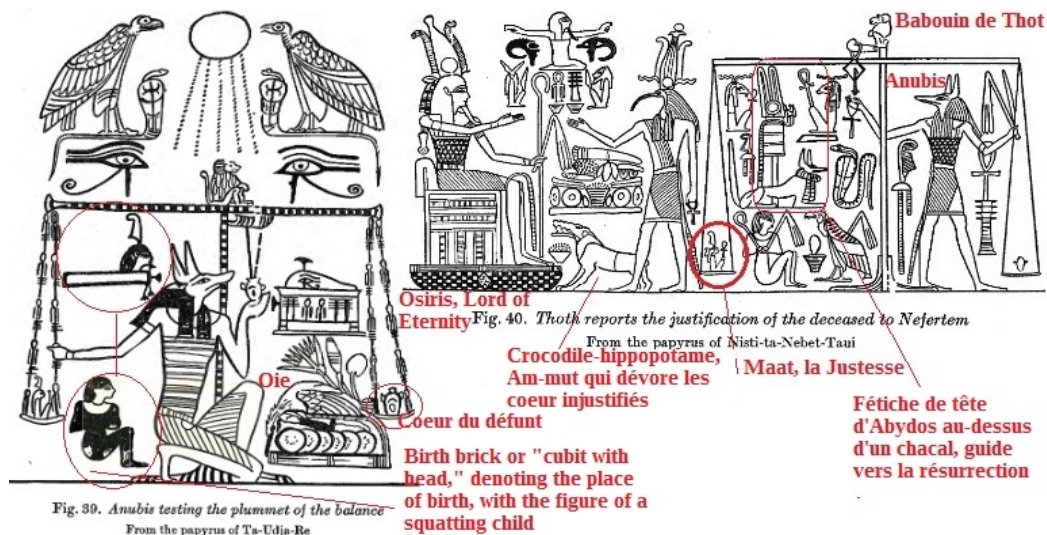 Babouin de Thot
Anubis
Osiris, Lord of
Eternity
Fig. 40. Thoth reports the justification of the deceased to Nefertem
From the papyrus of Nisti-ta-Nebet-Taui
Crocodile-hippopotame,
Am-mut qui dévore les
coeur injustifiés
Maat, la Justesse
Fétiche de tête
d'Abydos au-dessus
d'un chacal, guide
vers la résurrection
Oie
Coeur du défunt
Birth brick or "cubit with
head," denoting the place
of birth, with the figure of a
squatting child
Fig. 39. Anubis testing the plummet of the balance
From the papyrus of Ta-Udja-Re